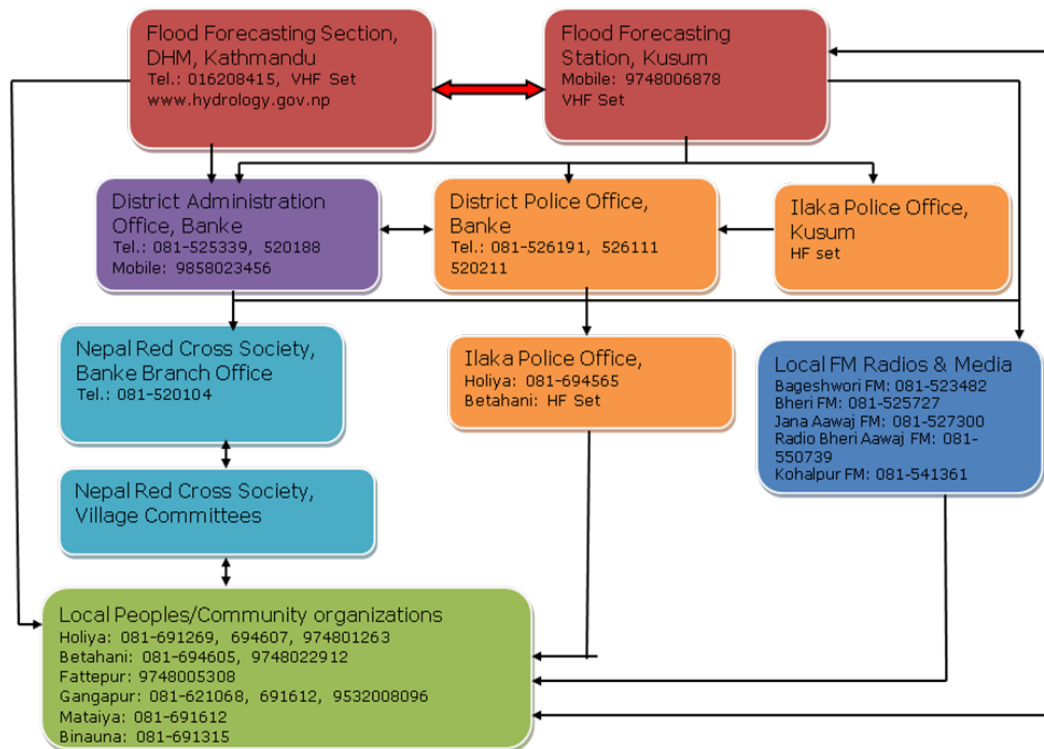 Flood Forecasting Section,
DHM, Kathmandu
Tel.: 016208415,  VHF Set
www.hydrology.gov.np
Flood Forecasting
Station, Kusum
Mobile: 9748006878
VHF Set
District Administration
Office, Banke
Tel.: 081-525339,  520188
Mobile: 9858023456
District Police Office,
Banke
Tel.: 081-526191,  526111
520211
Ilaka Police Office,
Kusum
HF set
Nepal Red Cross Society,
Banke Branch Office
Tel.: 081-520104
Ilaka Police Office,
Holiya: 081-694565
Betahani: HF Set
Local FM Radios & Media
Bageshwori FM: 081-523482
Bheri FM: 081-525727
Jana Aawaj FM: 081-527300
Radio Bheri Aawaj FM: 081-
550739
Kohalpur FM: 081-541361
Nepal Red Cross Society,
Village Committees
Local Peoples/Community organizations
Holiya: 081-691269,  694607,  974801263
Betahani: 081-694605,  9748022912
Fattepur: 9748005308
Gangapur: 081-621068,  691612,  9532008096
Mataiya: 081-691612
Binauna: 081-691315